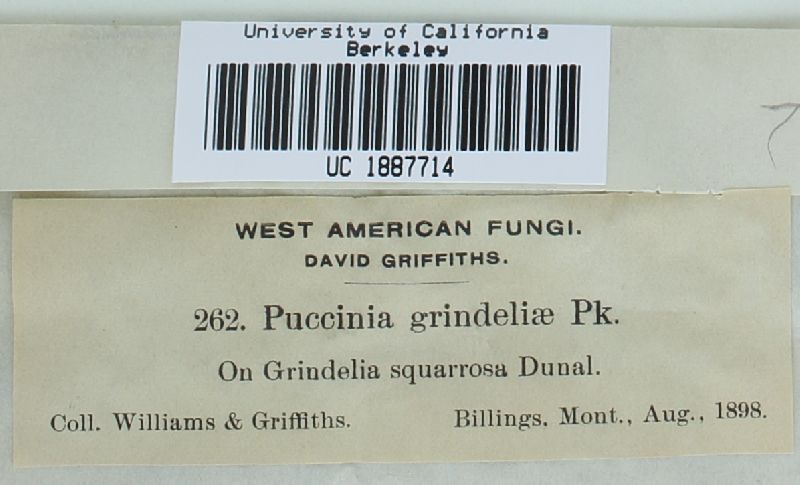 University of California
Berkeley
UC 1887714
WEST AMERICAN FUNGI.
DAVID GRIFFITHS.
262. Puccinia grindeliæ Pk.
On Grindelia squarrosa Dunal.
Coll. Williams & Griffiths. Billings, Mont., Aug., 1898.